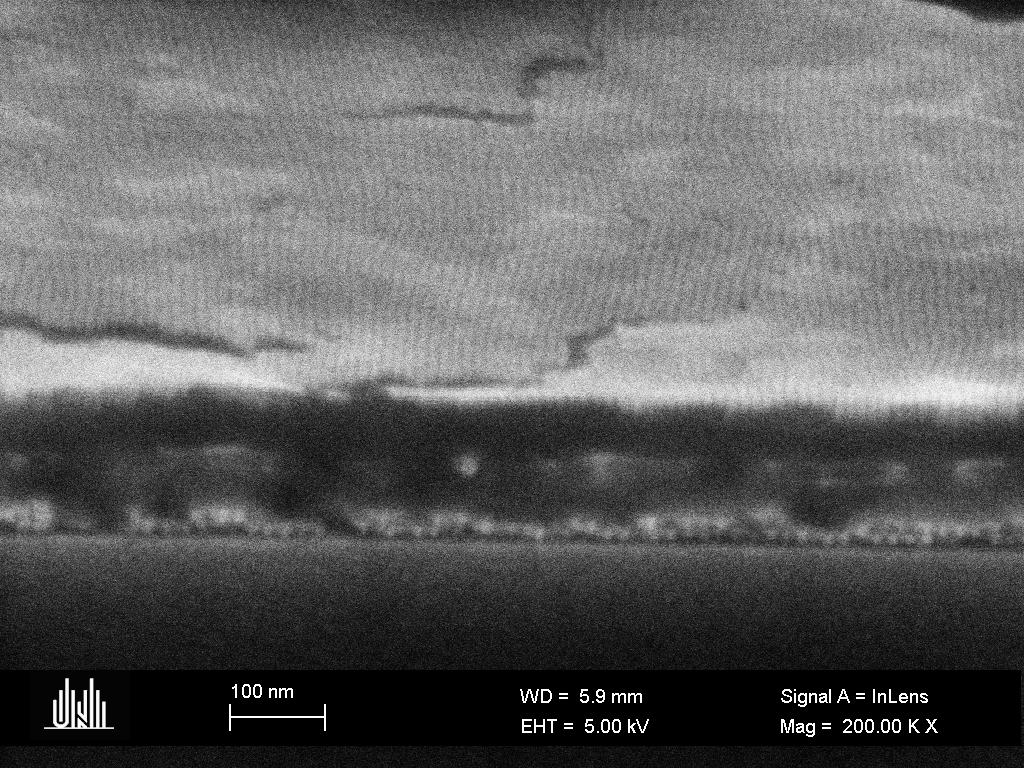 100 nm
WD = 5.9 mm
EHT = 5.00 kV
Signal A = InLens
Mag = 200.00 K X